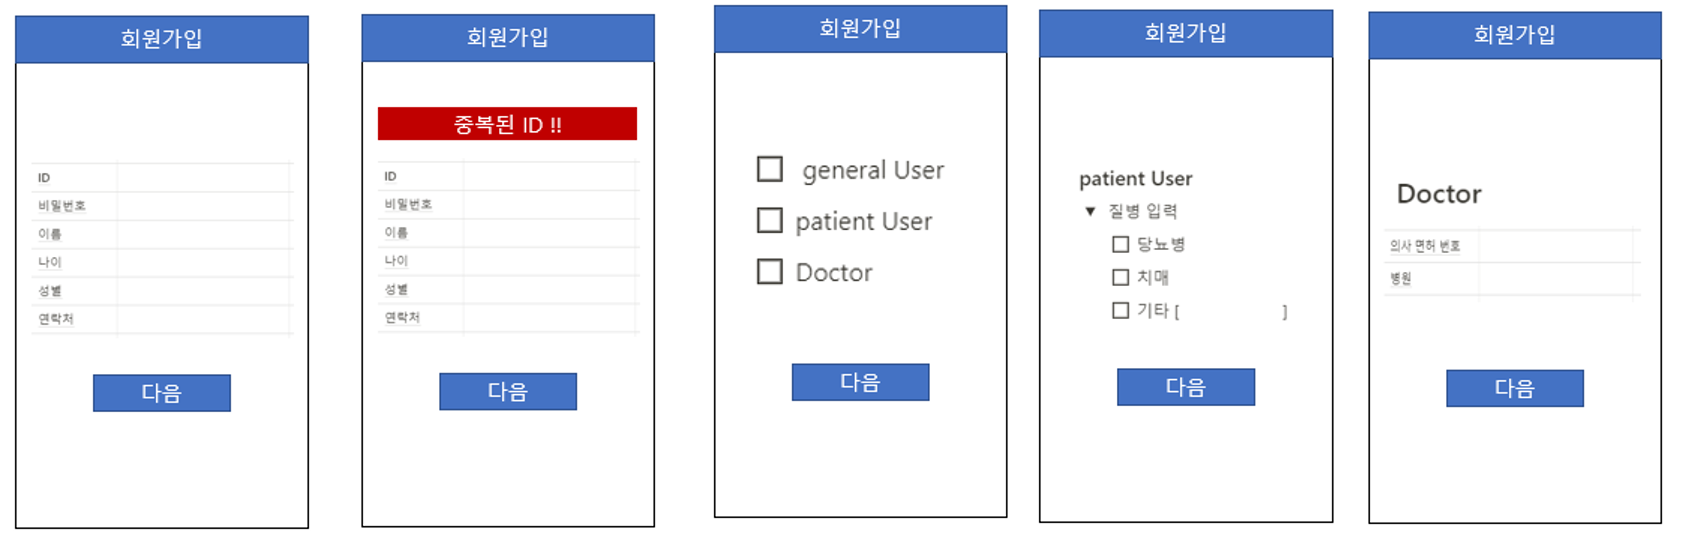 회원가입
ID
비밀번호
이름
나이
성별
연락처
다음
회원가입
중복된 ID !!
ID
비밀번호
이름
나이
성별
연락처
다음
회원가입
general User
patient User
Doctor
다음
회원가입
patient User
▼ 질병 입력
당뇨병
치매
기타 [ ]
다음
회원가입
Doctor
의사 면허 번호
병원
다음